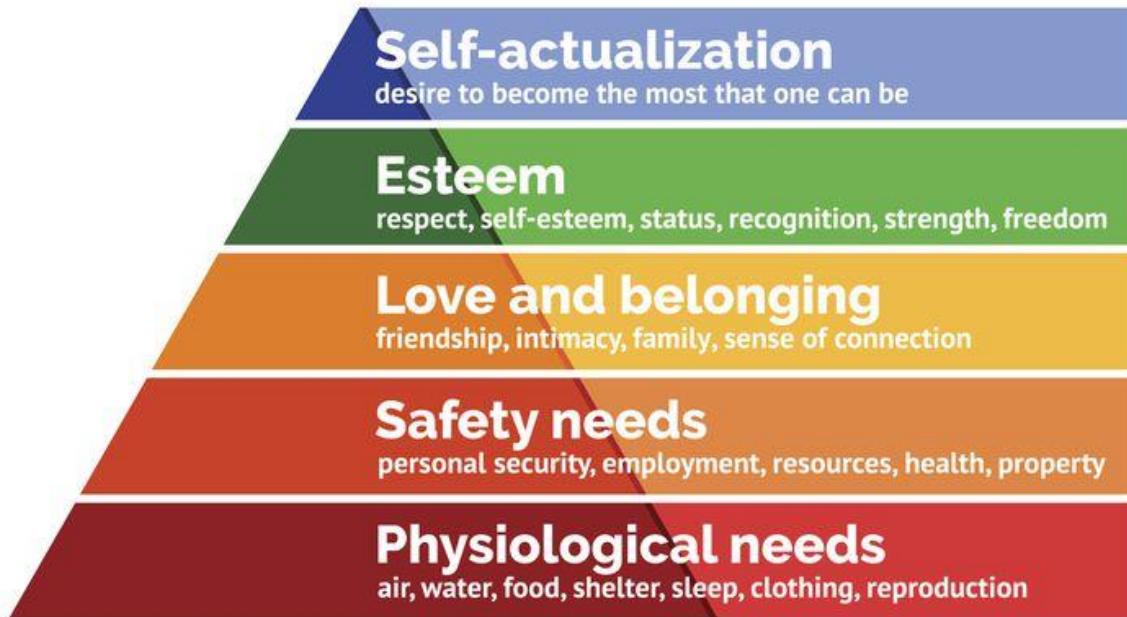 Self-actualization
desire to become the most that one can be
Esteem
respect, self-esteem, status, recognition, strength, freedom
Love and belonging
friendship, intimacy, family, sense of connection
Safety needs
personal security, employment, resources, health, property
Physiological needs
air, water, food, shelter, sleep, clothing, reproduction